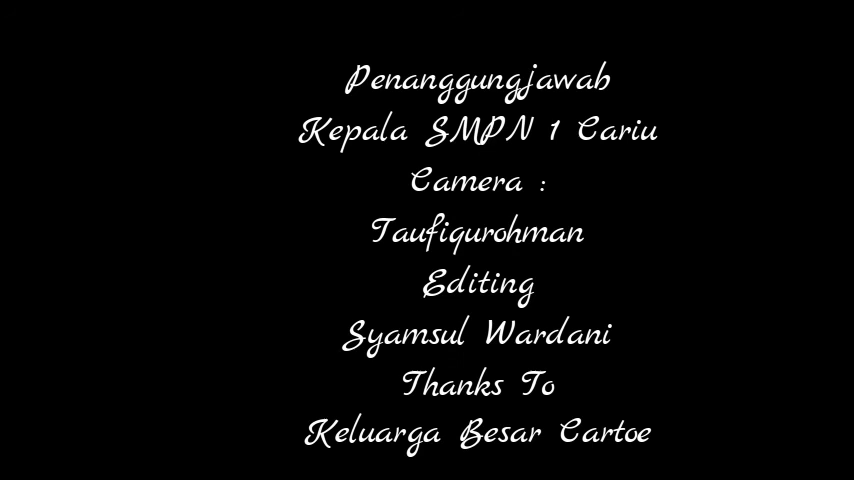 Penanggungjawab
Kepala SMPN 1 Cariu
Camera :
Taufiqurohman
Editing
Syamsul Wardani
Thanks To
Keluarga Besar Cartoe